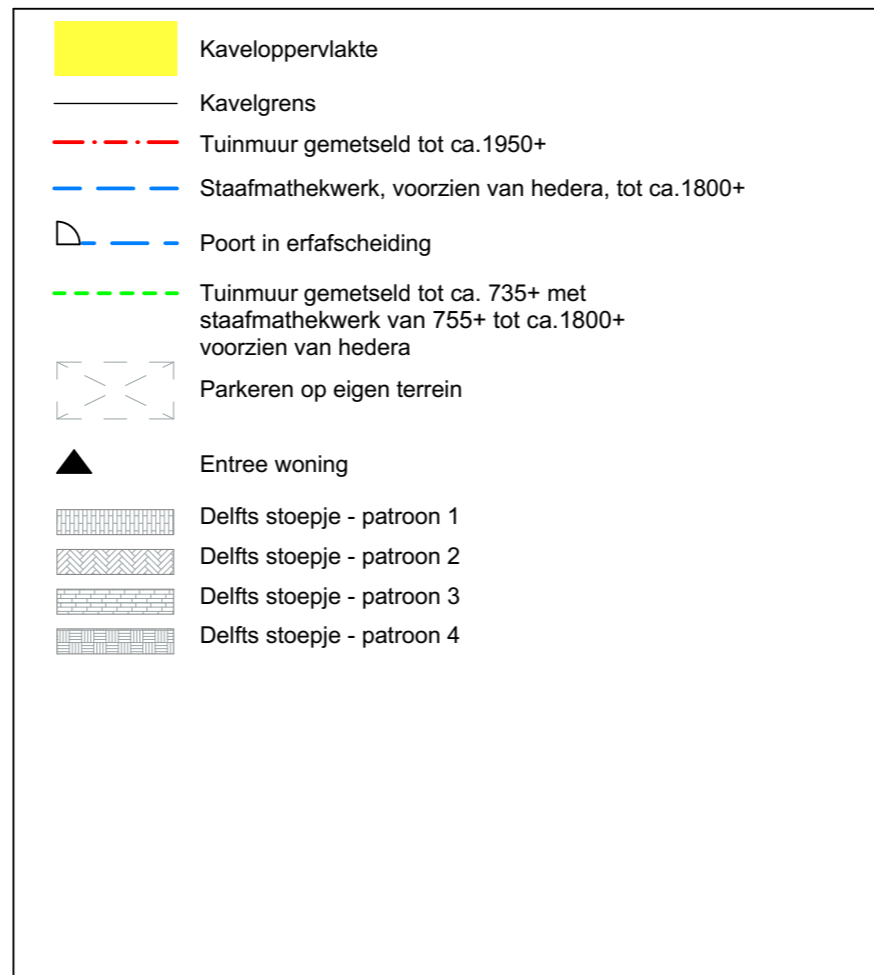 Kaveloppervlakte
Kavelgrens
Tuinmuur gemetseld tot ca.1950+
Staafmathekwerk, voorzien van hedera, tot ca.1800+
Poort in erfafscheiding
Tuinmuur gemetseld tot ca. 735+ met
staafmathekwerk van 755+ tot ca.1800+
voorzien van hedera
Parkeren op eigen terrein
Entree woning
Delfts stoepje - patroon 1
Delfts stoepje - patroon 2
Delfts stoepje - patroon 3
Delfts stoepje - patroon 4